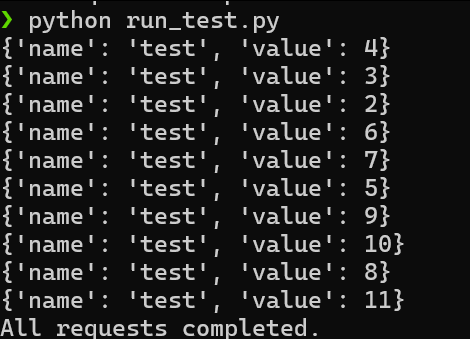 ❯ python run_test.py
{'name': 'test', 'value': 4}
{'name': 'test', 'value': 3}
{'name': 'test', 'value': 2}
{'name': 'test', 'value': 6}
{'name': 'test', 'value': 7}
{'name': 'test', 'value': 5}
{'name': 'test', 'value': 9}
{'name': 'test', 'value': 10}
{'name': 'test', 'value': 8}
{'name': 'test', 'value': 11}
All requests completed.